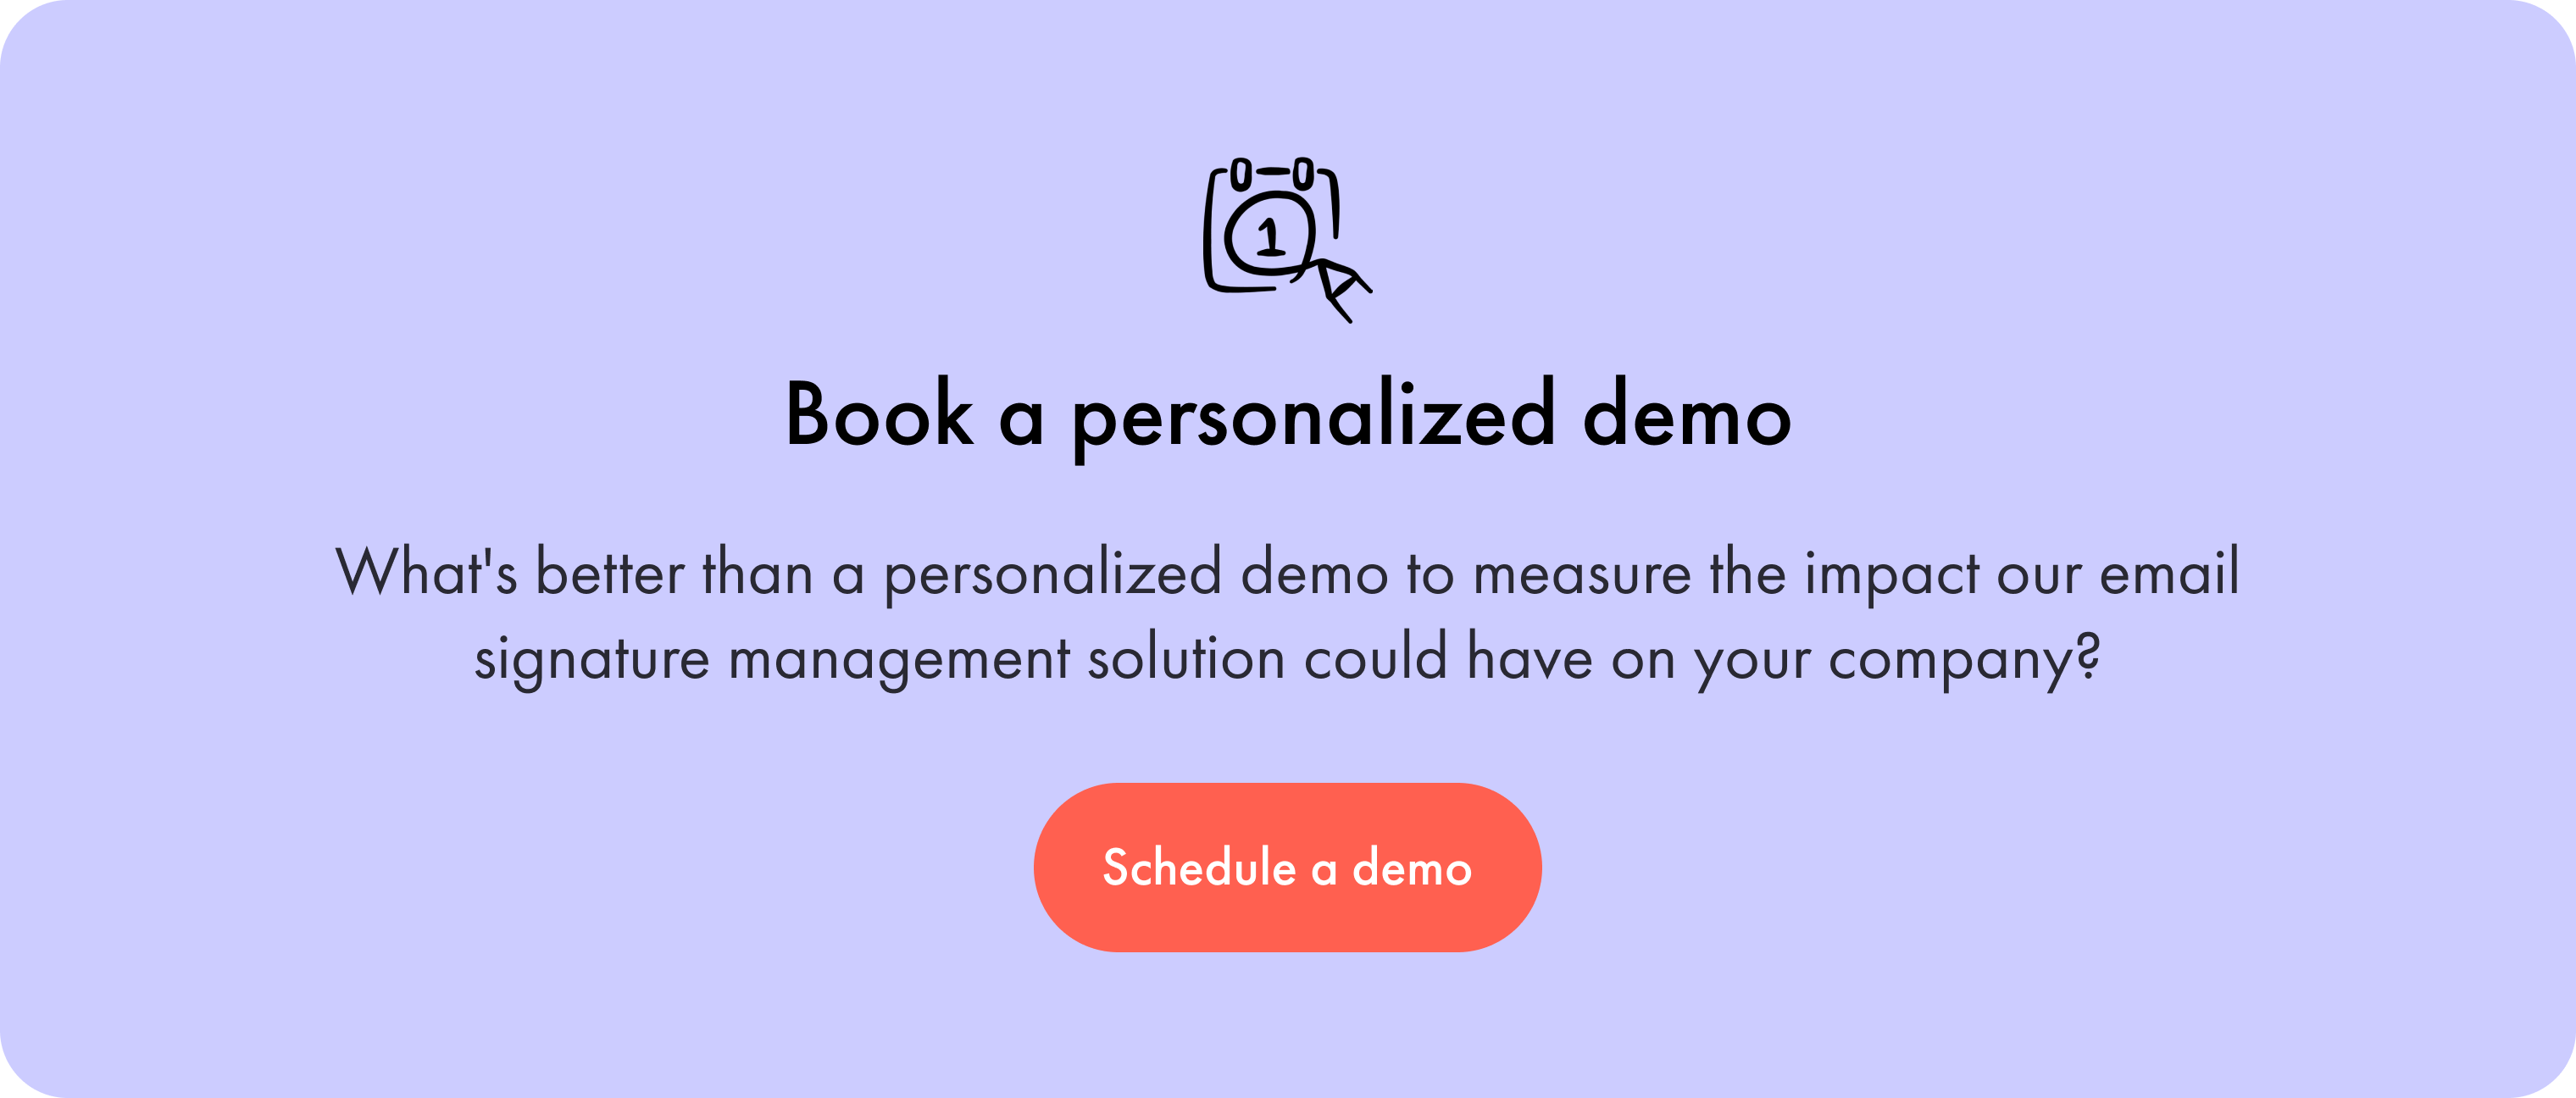 1
Book a personalized demo
What's better than a personalized demo to measure the impact our email
signature management solution could have on your company?
Schedule a demo